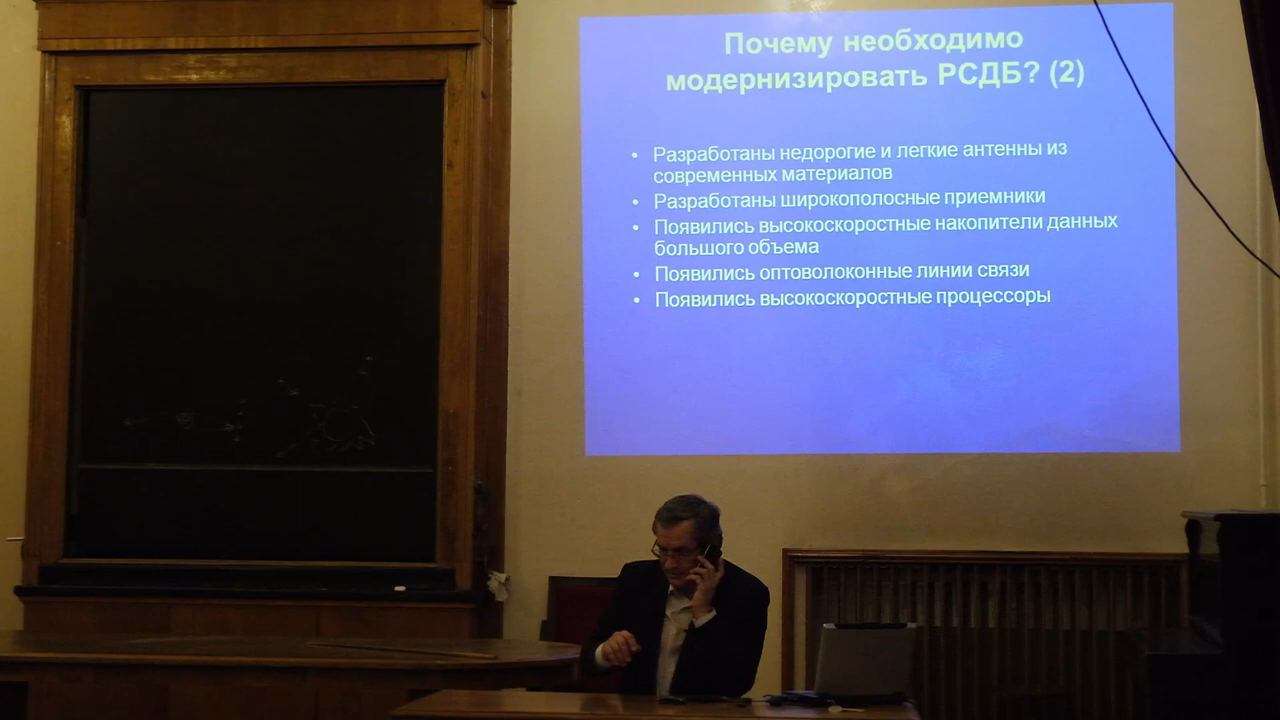 Почему необходимо
модернизировать РСДБ? (2)
• Разработаны недорогие и легкие антенны из
современных материалов
• Разработаны широкополосные приемники
• Появились высокоскоростные накопители данных
большого объема
• Появились оптоволоконные линии связи
• Появились высокоскоростные процессоры